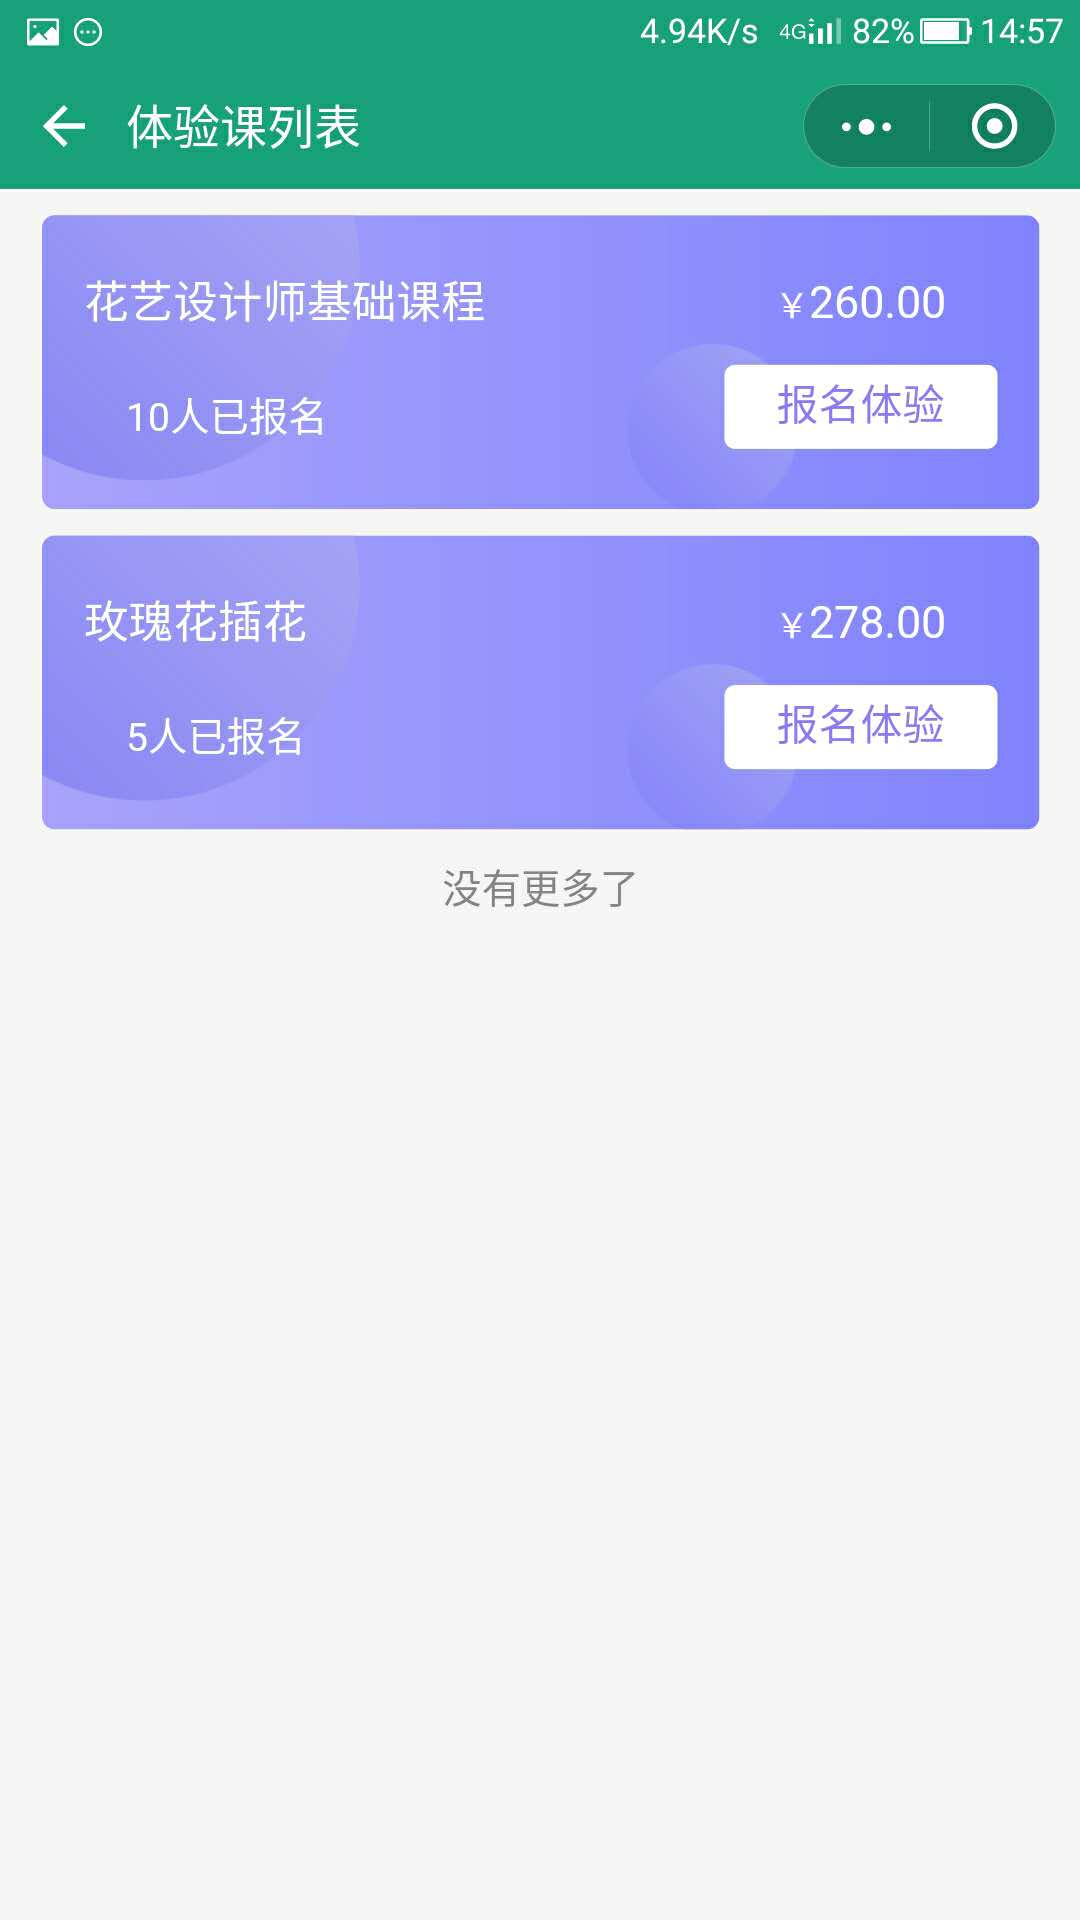 4.94K/s 4G 82% 14:57
体验课列表
花艺设计师基础课程
￥260.00
10人已报名
报名体验
玫瑰花插花
￥278.00
5人已报名
报名体验
没有更多了